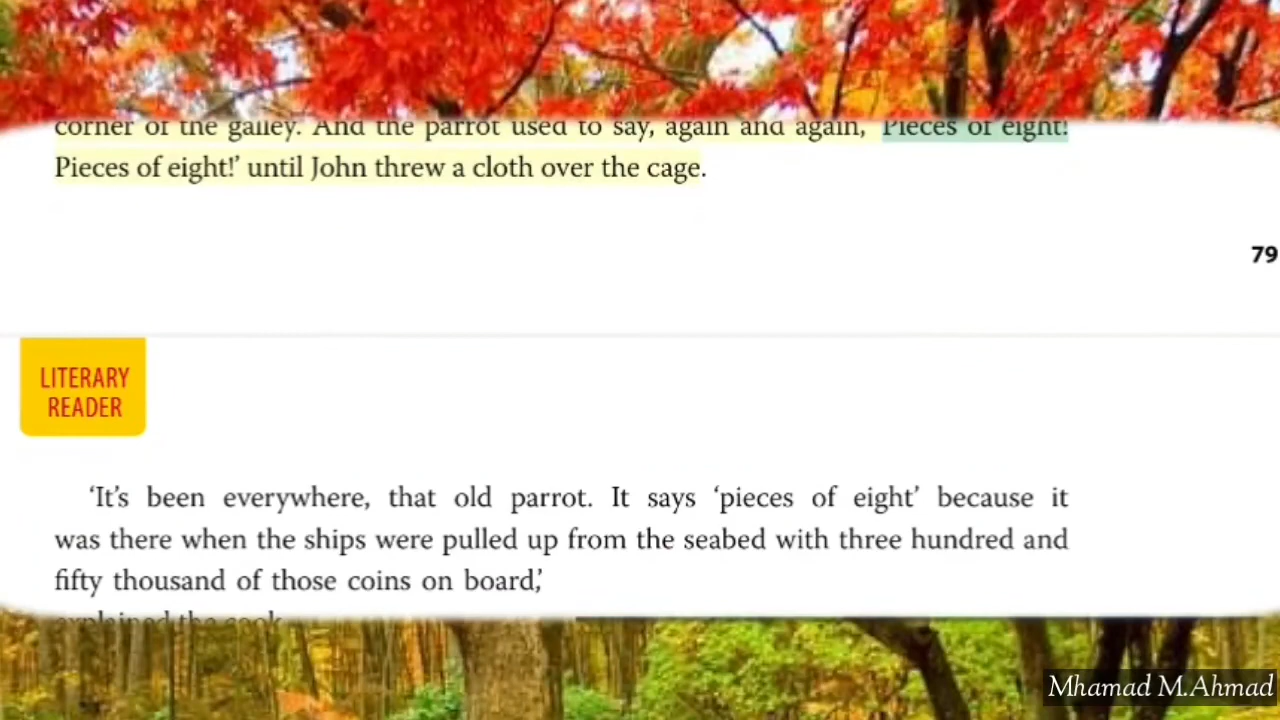 corner of the galley. And the parrot used to say, again and again, 'Pieces of eight!
Pieces of eight!’ until John threw a cloth over the cage.
79
LITERARY
READER
‘It’s been everywhere, that old parrot. It says ‘pieces of eight’ because it
was there when the ships were pulled up from the seabed with three hundred and
fifty thousand of those coins on board,’
explained the cook.
Mhamad M.Ahmad